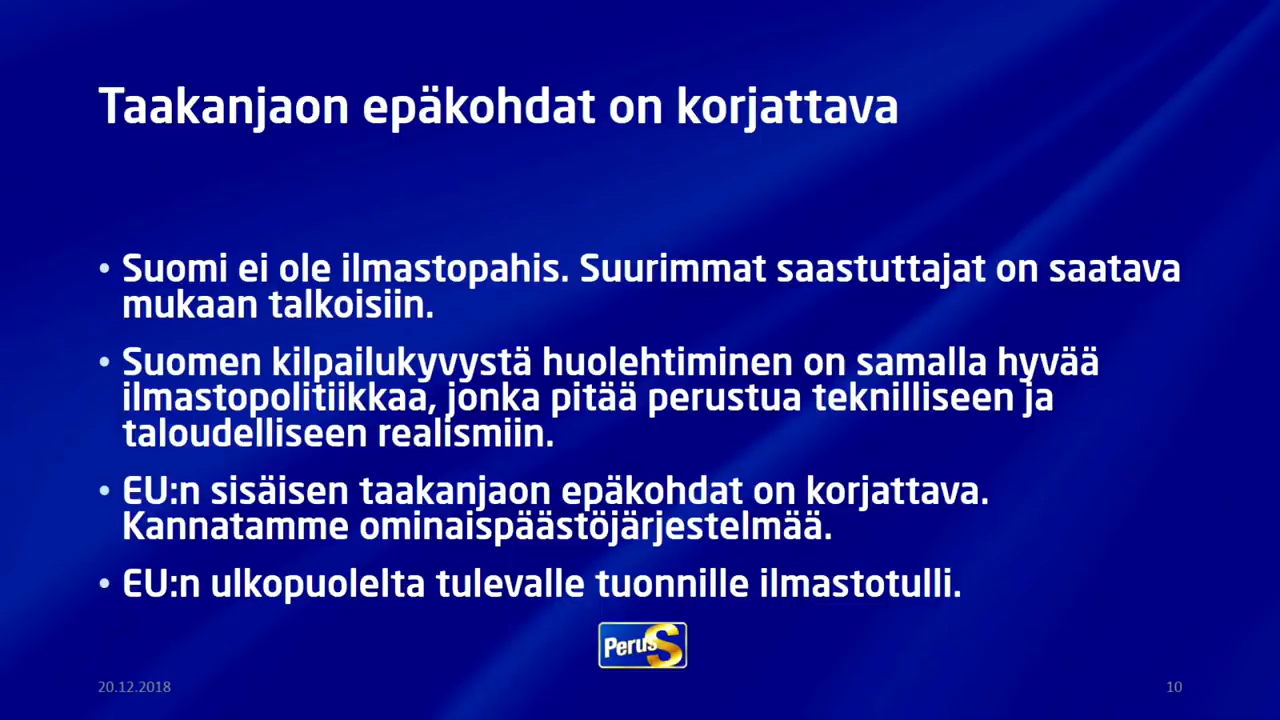 Taakanjaon epäkohdat on korjattava
• Suomi ei ole ilmastopahis. Suurimmat saastuttajat on saatava
mukaan talkoisiin.
• Suomen kilpailukyvystä huolehtiminen on samalla hyvää
ilmastopolitiikkaa, jonka pitää perustua teknilliseen ja
taloudelliseen realismiin.
• EU:n sisäisen taakanjaon epäkohdat on korjattava.
Kannatamme ominaispäästöjärjestelmää.
• EU:n ulkopuolelta tulevalle tuonnille ilmastotulli.
PerusS
20.12.2018
10